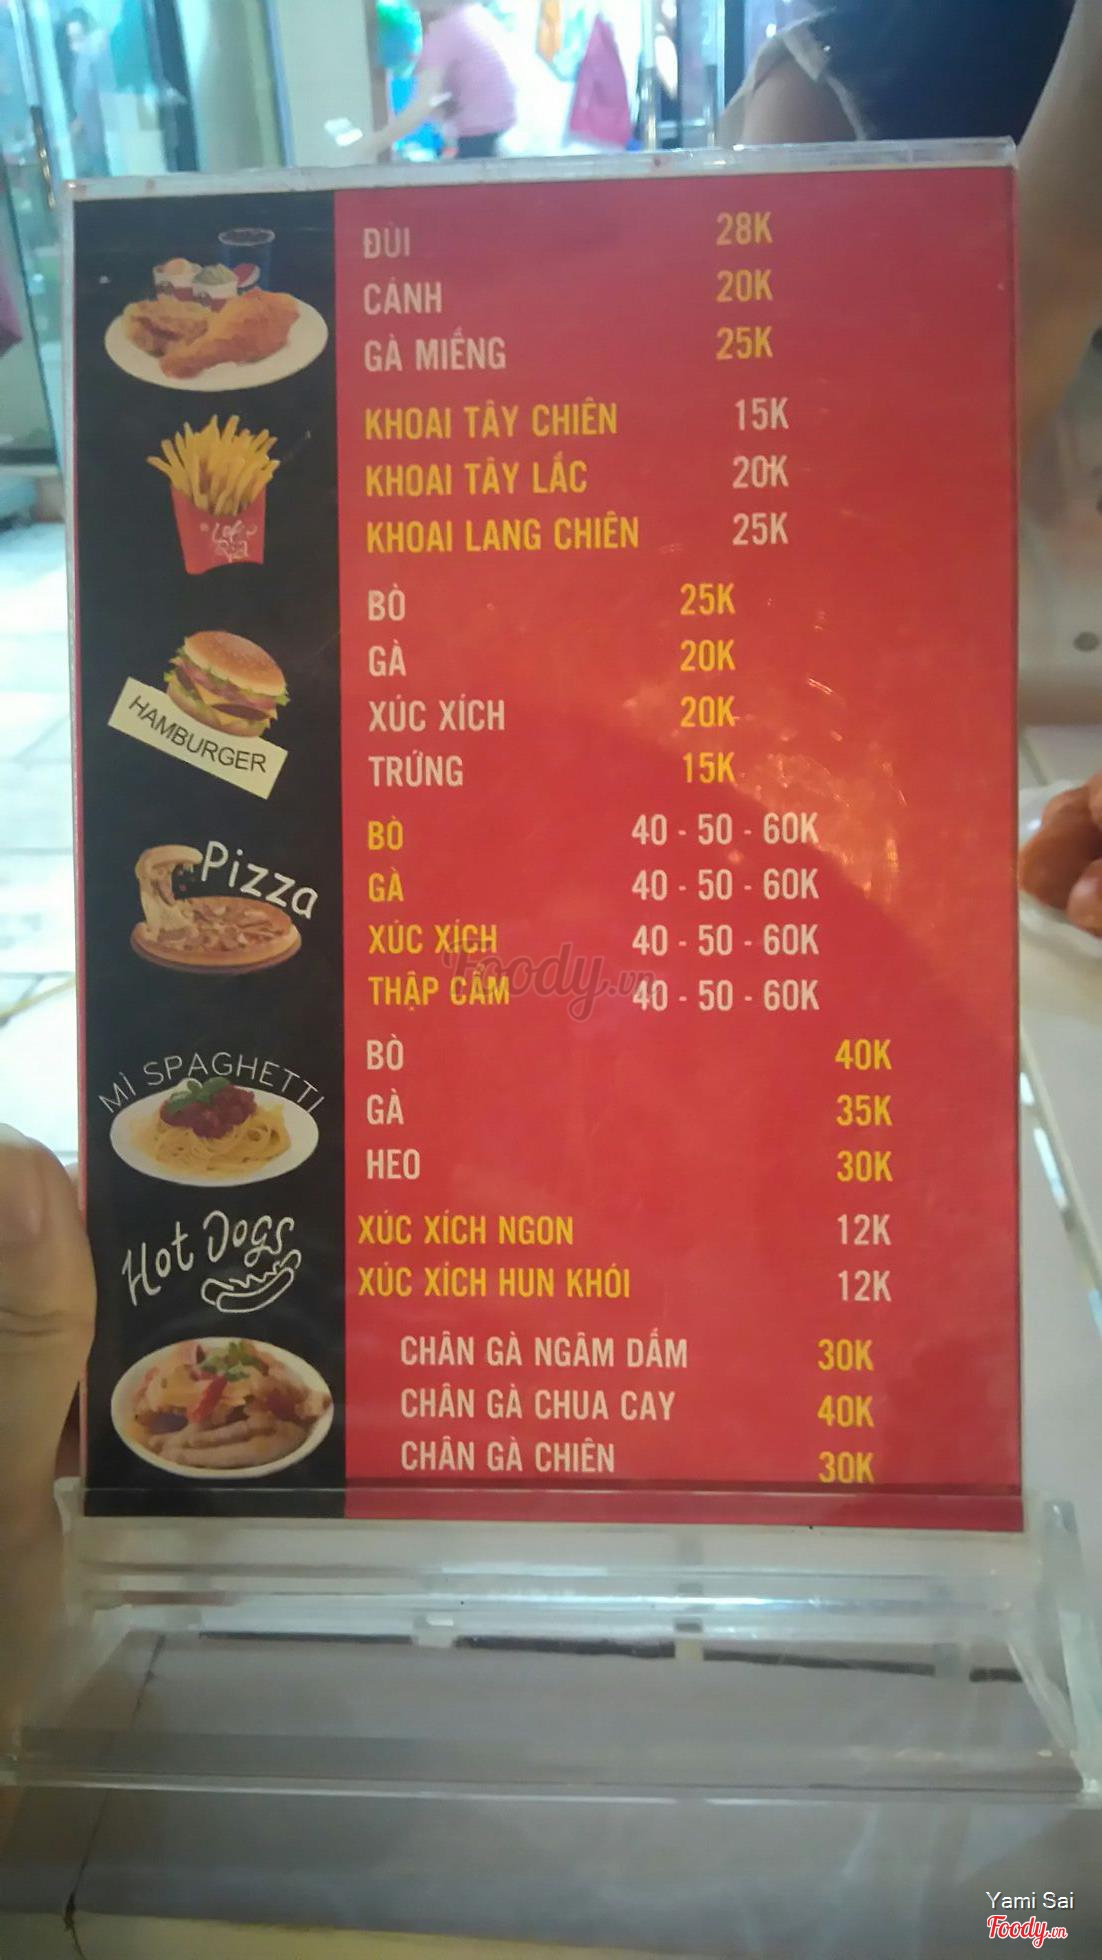 ĐÙI 28K
CÁNH 20K
GÀ MIẾNG 25K
KHOAI TÂY CHIÊN 15K
KHOAI TÂY LẮC 20K
KHOAI LANG CHIÊN 25K
HAMBURGER
BÒ 25K
GÀ 20K
XÚC XÍCH 20K
TRỨNG 15K
Pizza
BÒ 40 - 50 - 60K
GÀ 40 - 50 - 60K
XÚC XÍCH 40 - 50 - 60K
THẬP CẨM 40 - 50 - 60K
Foody.vn
MÌ SPAGHETTI
BÒ 40K
GÀ 35K
HEO 30K
Hot Dogs
XÚC XÍCH NGON 12K
XÚC XÍCH HUN KHÓI 12K
CHÂN GÀ NGÂM DẤM 30K
CHÂN GÀ CHUA CAY 40K
CHÂN GÀ CHIÊN 30K
Yami Sai
Foody.vn